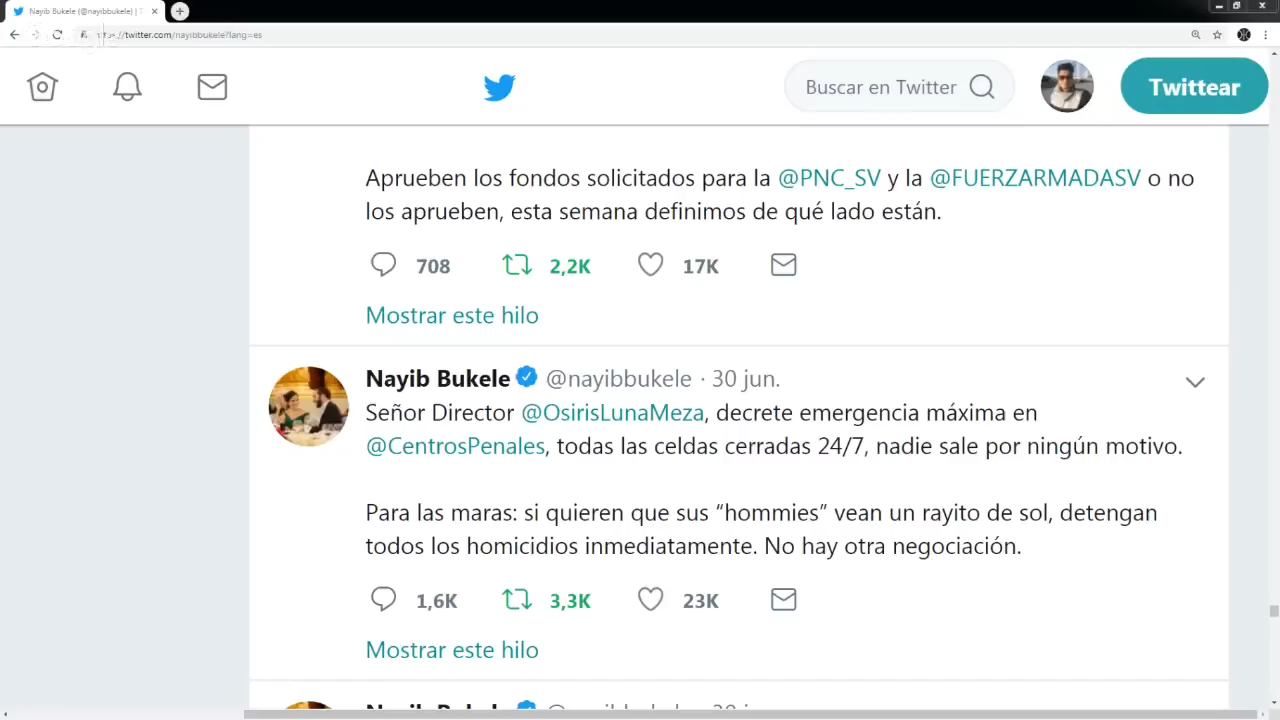 Nayib Bukele (@nayibbukele) | T
twitter.com/nayibbukele?lang=es
Buscar en Twitter
Twittear
Aprueben los fondos solicitados para la @PNC_SV y la @FUERZARMADASV o no
los aprueben, esta semana definimos de qué lado están.
708 2,2K 17K
Mostrar este hilo
Nayib Bukele @nayibbukele · 30 jun.
Señor Director @OsirisLunaMeza, decrete emergencia máxima en
@CentrosPenales, todas las celdas cerradas 24/7, nadie sale por ningún motivo.
Para las maras: si quieren que sus “hommies” vean un rayito de sol, detengan
todos los homicidios inmediatamente. No hay otra negociación.
1,6K 3,3K 23K
Mostrar este hilo